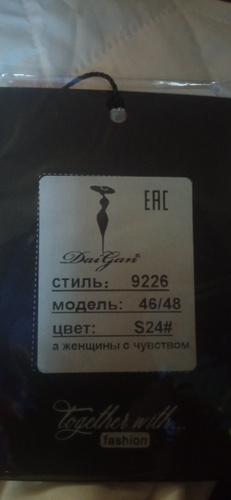 EAC
DaiGan®
стиль: 9226
модель: 46/48
цвет: S24#
а женщины с чувством
together with...
fashion